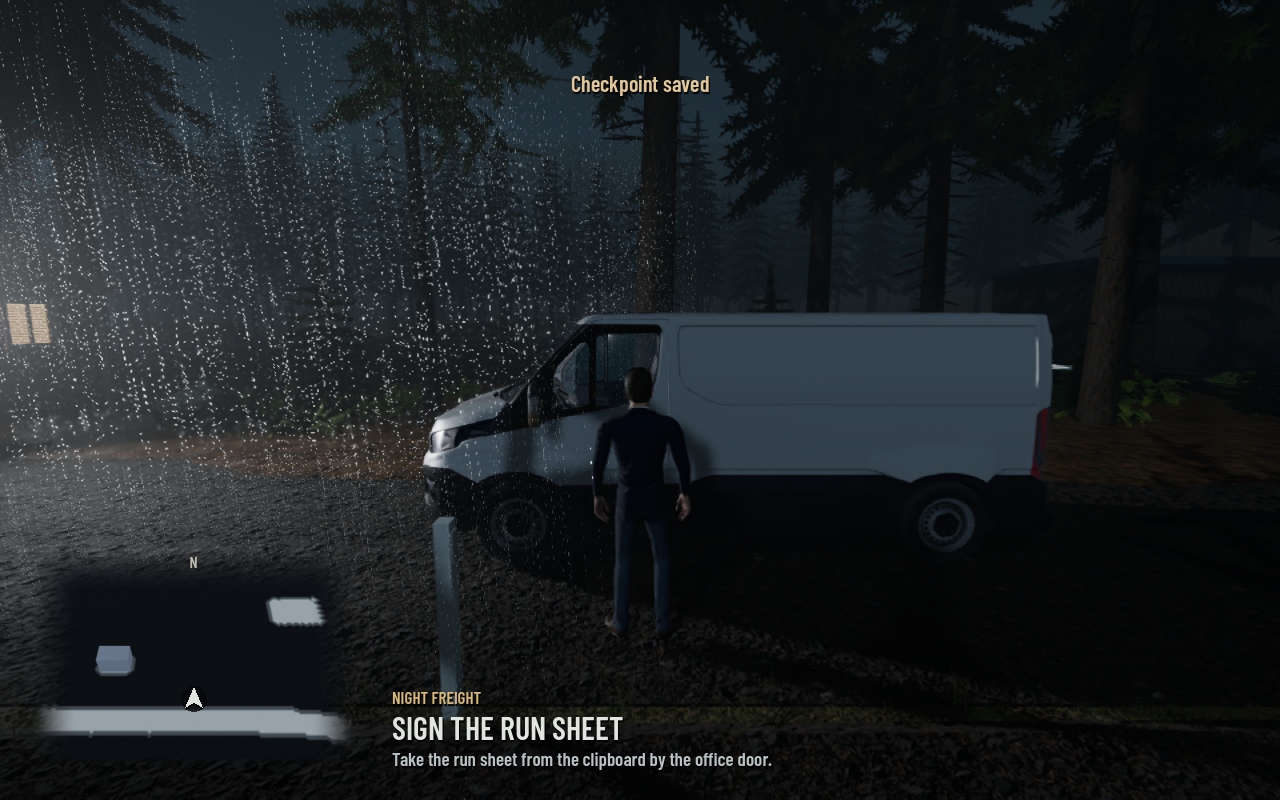 Checkpoint saved
N
NIGHT FREIGHT
SIGN THE RUN SHEET
Take the run sheet from the clipboard by the office door.